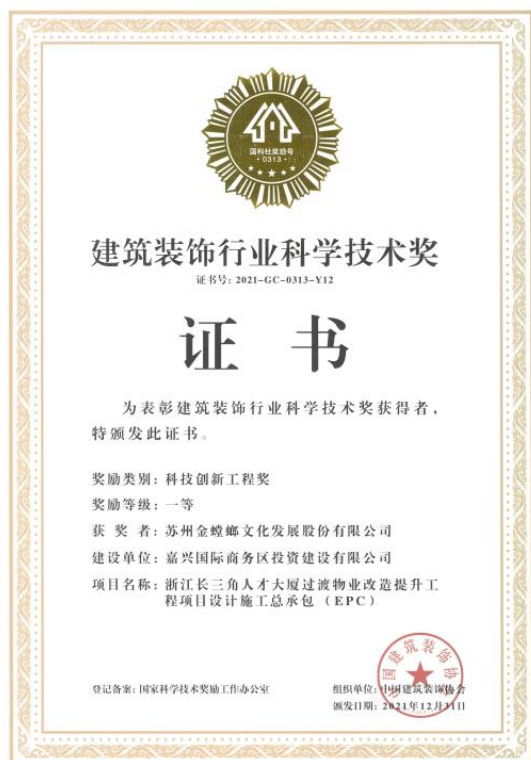 国科社奖励号
·0313·
建筑装饰行业科学技术奖
证书号: 2021-GC-0313-Y12
证 书
为表彰建筑装饰行业科学技术奖获得者,
特颁发此证书。
奖励类别: 科技创新工程奖
奖励等级: 一等
获 奖 者: 苏州金螳螂文化发展股份有限公司
建设单位: 嘉兴国际商务区投资建设有限公司
项目名称: 浙江长三角人才大厦过渡物业改造提升工
程项目设计施工总承包 (EPC)
中国建筑装饰协会
登记备案: 国家科学技术奖励工作办公室
组织单位: 中国建筑装饰协会
颁发日期: 2021年12月31日